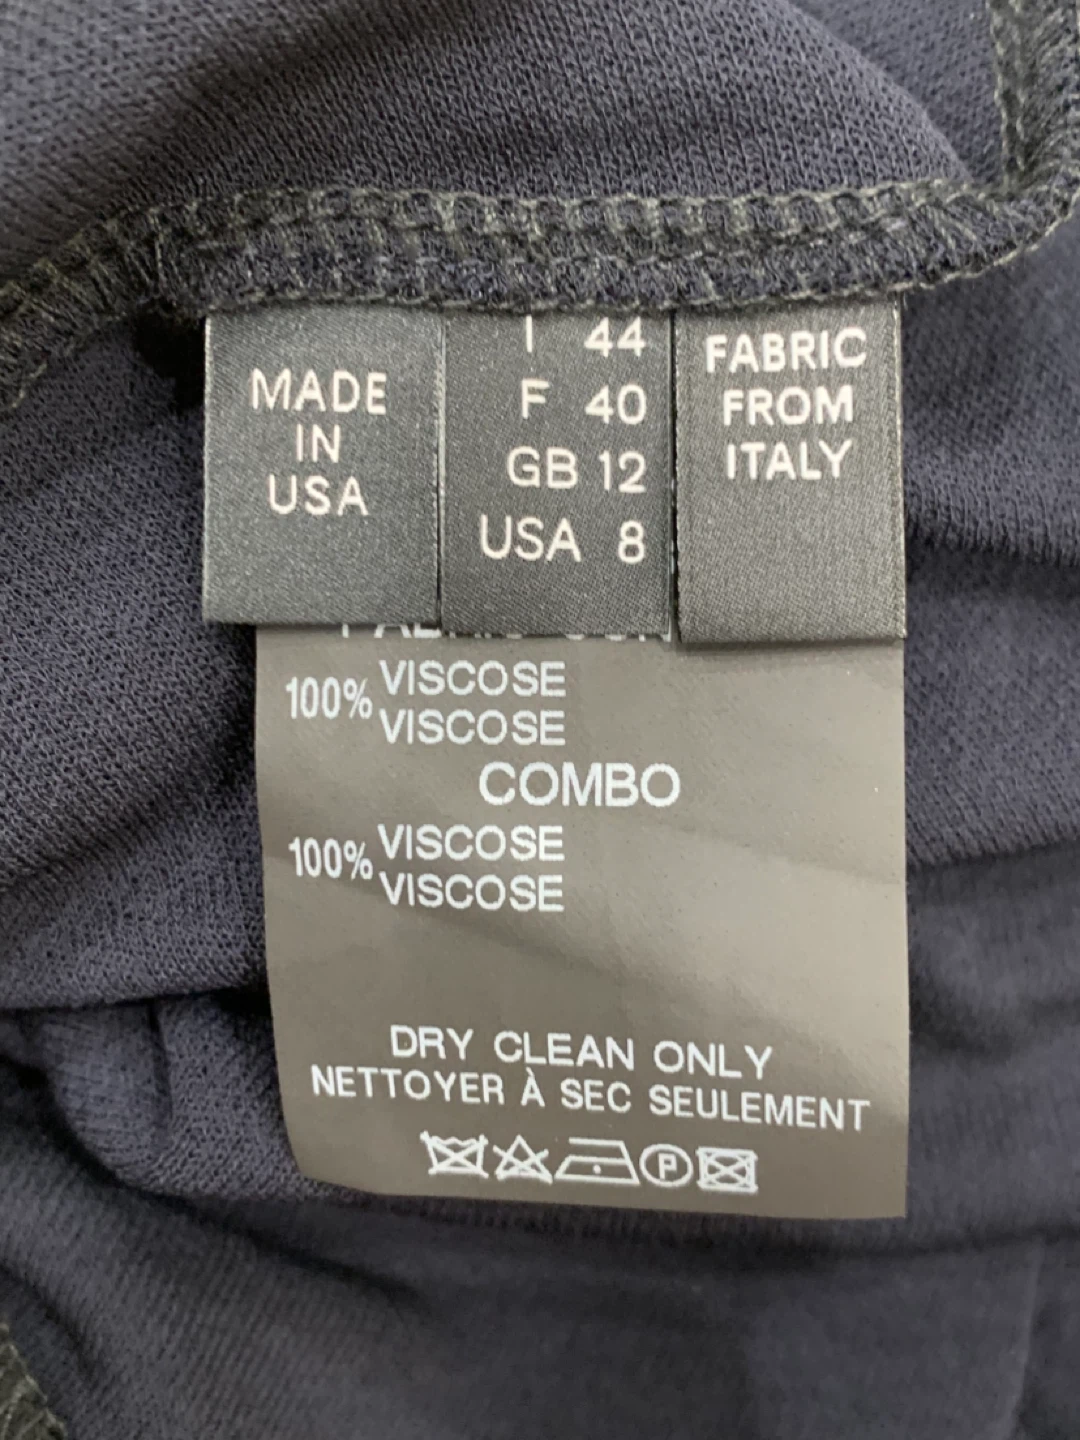 MADE
IN
USA
I 44
F 40
GB 12
USA 8
FABRIC
FROM
ITALY
100% VISCOSE
VISCOSE
COMBO
100% VISCOSE
VISCOSE
DRY CLEAN ONLY
NETTOYER À SEC SEULEMENT
P